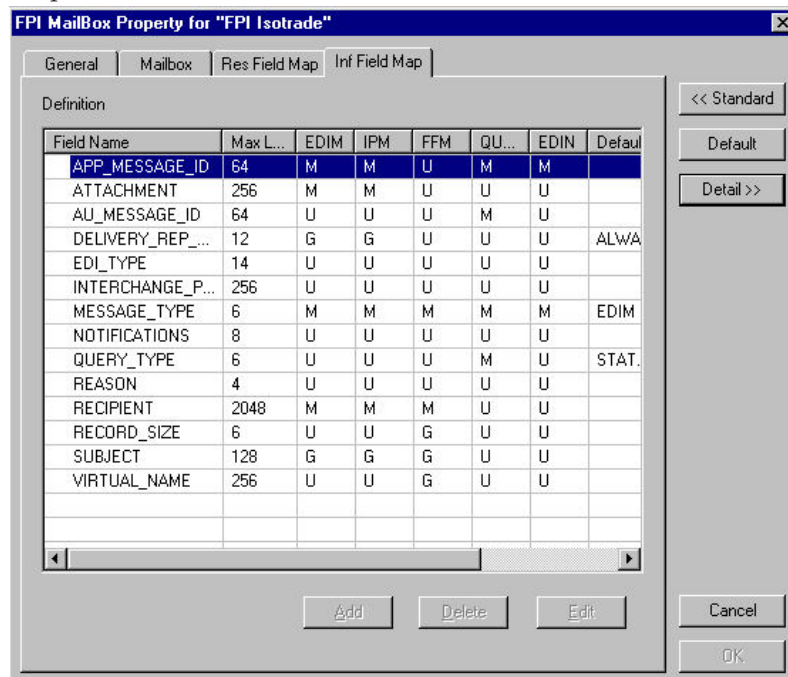 FPI MailBox Property for "FPI Isotrade"
General Mailbox Res Field Map Inf Field Map
<< Standard
Definition
Field Name Max L... EDIM IPM FFM QU... EDIN Defaul
Default
APP_MESSAGE_ID 64 M M U M M
ATTACHMENT 256 M M U U U
Detail >>
AU_MESSAGE_ID 64 U U U M U
DELIVERY_REP_... 12 G G U U U ALWA
EDI_TYPE 14 U U U U U
INTERCHANGE_P... 256 U U U U U
MESSAGE_TYPE 6 M M M M M EDIM
NOTIFICATIONS 8 U U U U U
QUERY_TYPE 6 U U U M U STAT.
REASON 4 U U U U U
RECIPIENT 2048 M M M U U
RECORD_SIZE 6 U U G U U
SUBJECT 128 G G G U U
VIRTUAL_NAME 256 U U G U U
Add Delete Edit
Cancel
OK